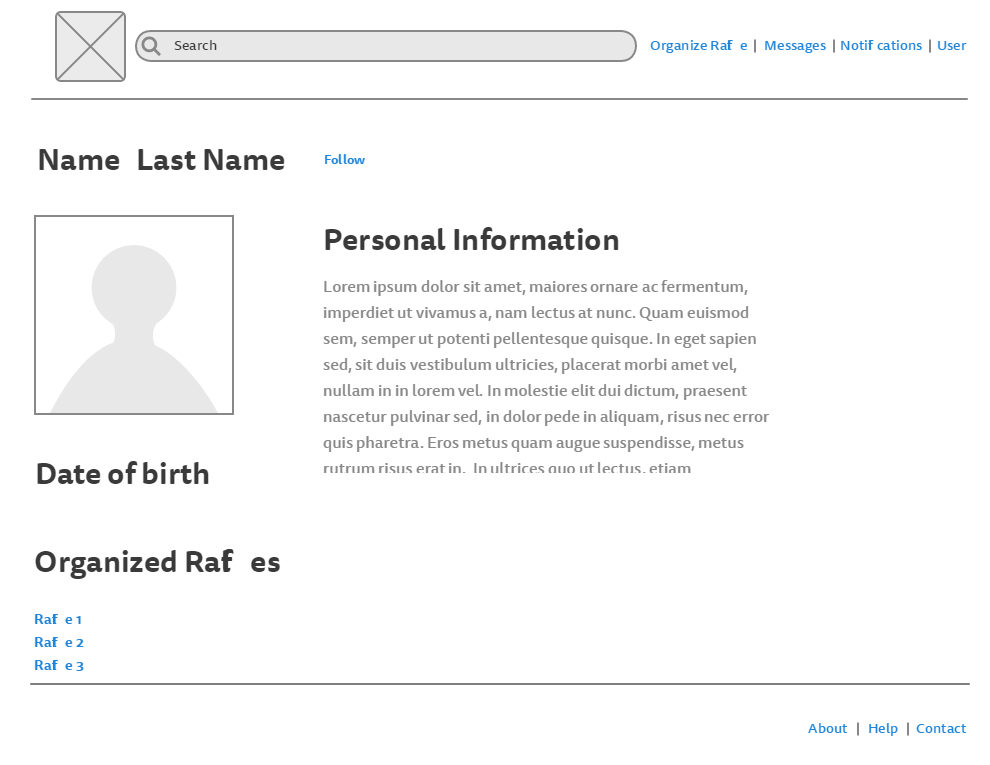 Search
Organize Raf e | Messages | Notif cations | User
Name Last Name
Follow
Personal Information
Lorem ipsum dolor sit amet, maiores ornare ac fermentum,
imperdiet ut vivamus a, nam lectus at nunc. Quam euismod
sem, semper ut potenti pellentesque quisque. In eget sapien
sed, sit duis vestibulum ultricies, placerat morbi amet vel,
nullam in in lorem vel. In molestie elit dui dictum, praesent
nascetur pulvinar sed, in dolor pede in aliquam, risus nec error
quis pharetra. Eros metus quam augue suspendisse, metus
rutrum risus erat in. In ultrices quo ut lectus, etiam
Date of birth
Organized Raf es
Raf e 1
Raf e 2
Raf e 3
About | Help | Contact